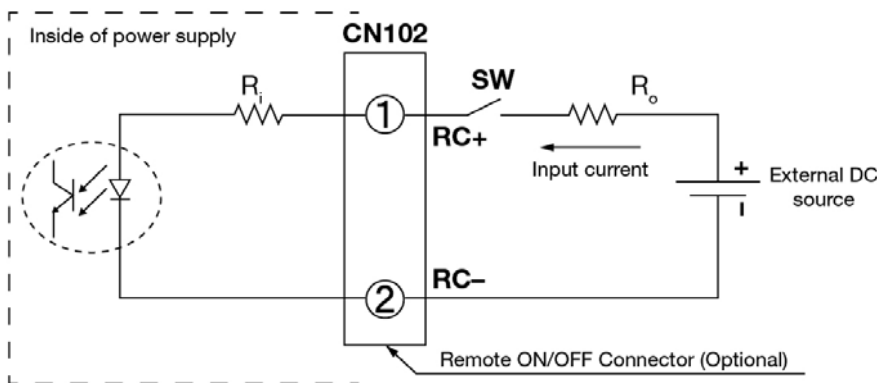 CN102
Inside of power supply
SW
Ri
Ro
①
RC+
Input current
+
External DC
source
RC−
②
Remote ON/OFF Connector (Optional)